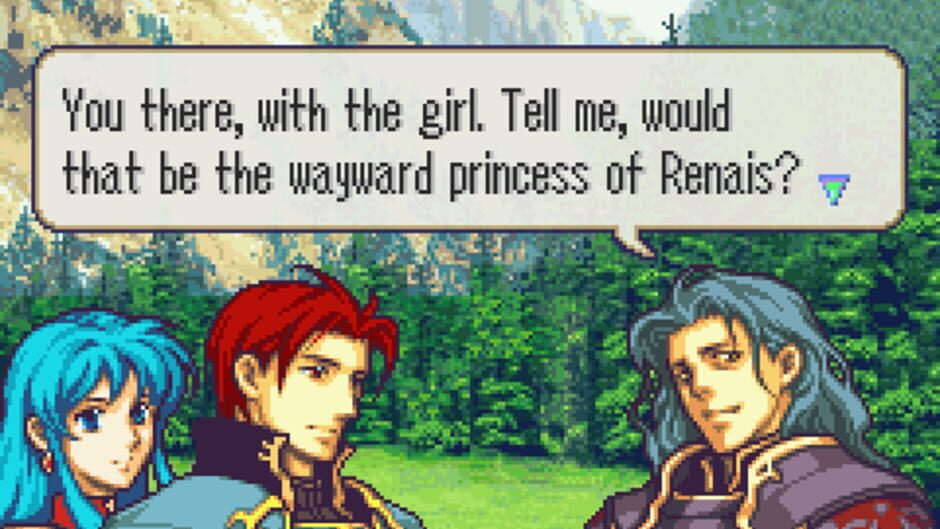 You there, with the girl. Tell me, would
that be the wayward princess of Renais?